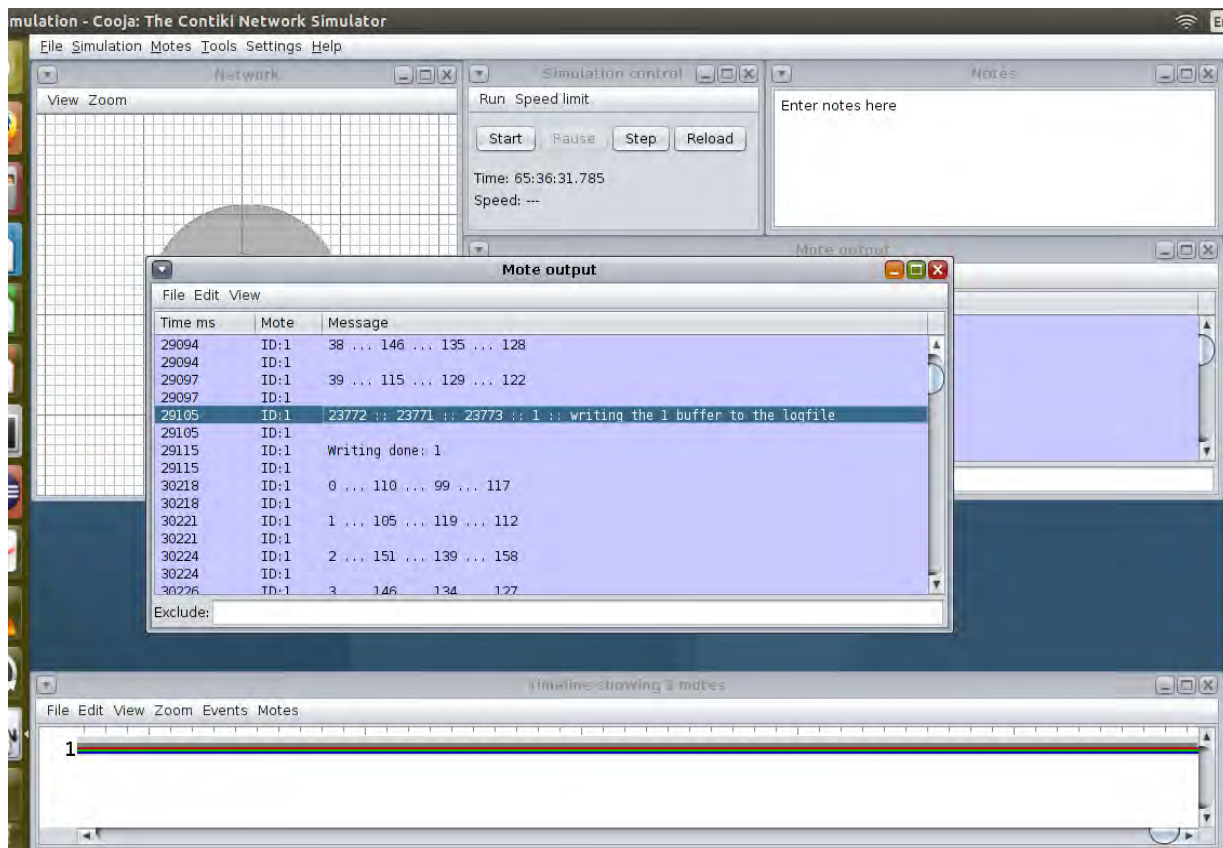 mulation - Cooja: The Contiki Network Simulator
File Simulation Motes Tools Settings Help
Network
View Zoom
Simulation control
Run Speed limit
Start Pause Step Reload
Time: 65:36:31.785
Speed: ---
Notes
Enter notes here
Mote output
Mote output
File Edit View
Time ms Mote Message
29094 ID:1 38 ... 146 ... 135 ... 128
29094 ID:1
29097 ID:1 39 ... 115 ... 129 ... 122
29097 ID:1
29105 ID:1 23772 :: 23771 :: 23773 :: 1 :: writing the 1 buffer to the logfile
29105 ID:1
29115 ID:1 Writing done: 1
29115 ID:1
30218 ID:1 0 ... 110 ... 99 ... 117
30218 ID:1
30221 ID:1 1 ... 105 ... 119 ... 112
30221 ID:1
30224 ID:1 2 ... 151 ... 139 ... 158
30224 ID:1
30226 ID:1 3 ... 146 ... 134 ... 127
Exclude:
Timeline showing 1 motes
File Edit View Zoom Events Motes
1